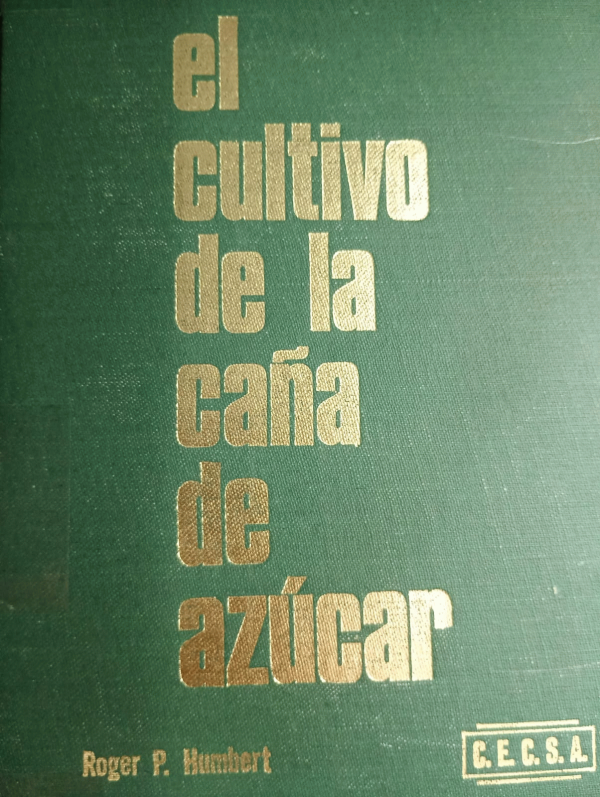 el
cultivo
de la
caña
de
azúcar
Roger P. Humbert
C.E.C.S.A.